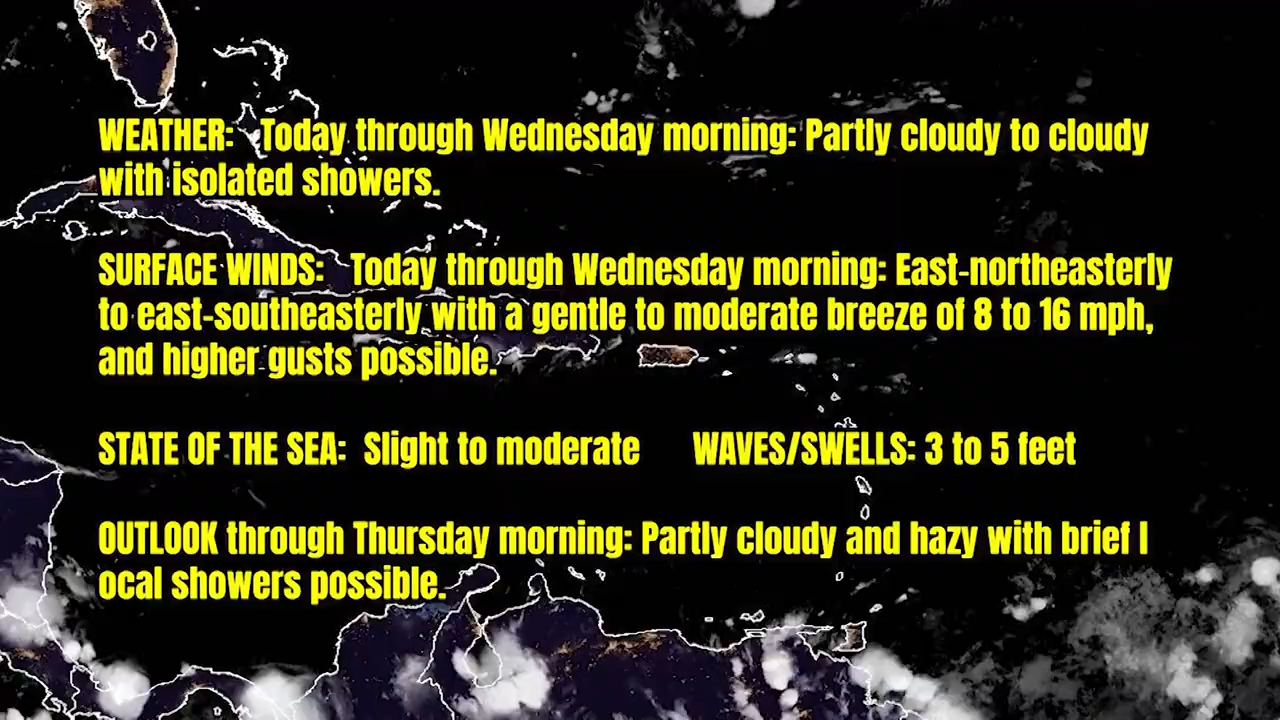 WEATHER: Today through Wednesday morning: Partly cloudy to cloudy
with isolated showers.
SURFACE WINDS: Today through Wednesday morning: East-northeasterly
to east-southeasterly with a gentle to moderate breeze of 8 to 16 mph,
and higher gusts possible.
STATE OF THE SEA: Slight to moderate WAVES/SWELLS: 3 to 5 feet
OUTLOOK through Thursday morning: Partly cloudy and hazy with brief l
ocal showers possible.